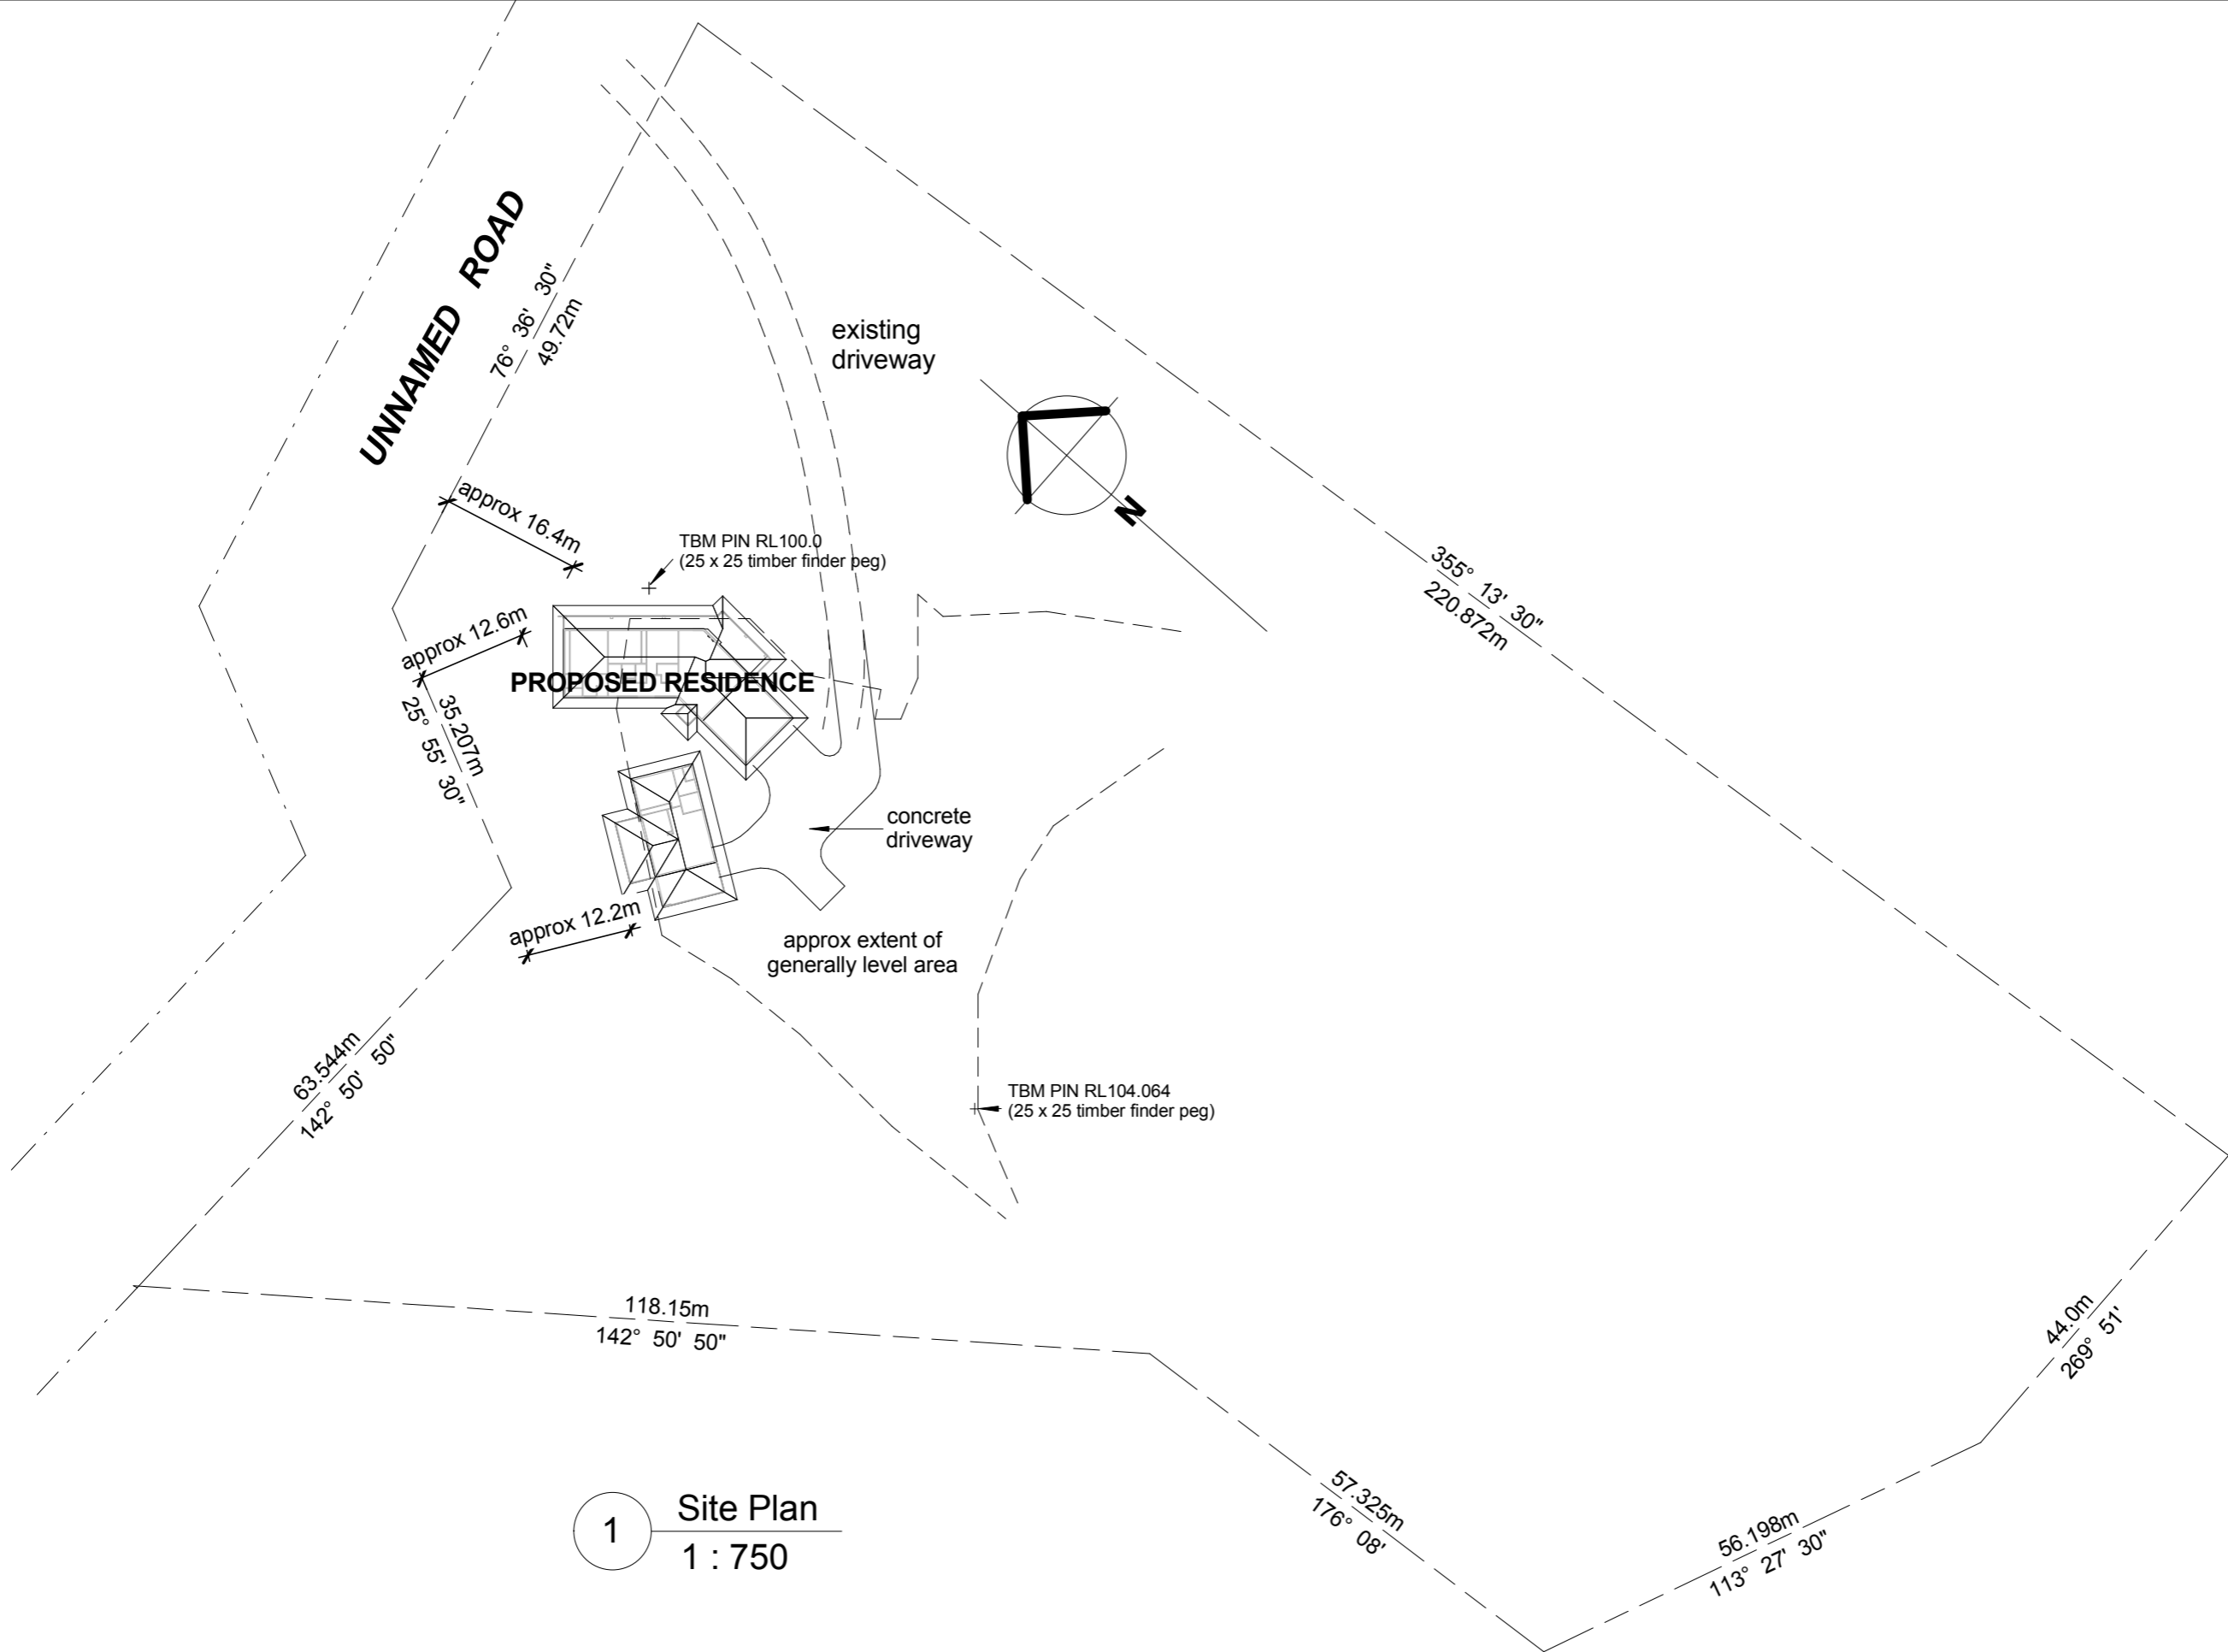 UNNAMED ROAD
76° 36' 30"
49.72m
existing
driveway
N
approx 16.4m
TBM PIN RL100.0
(25 x 25 timber finder peg)
355° 13' 30"
220.872m
approx 12.6m
PROPOSED RESIDENCE
35.207m
25° 55' 30"
concrete
driveway
approx 12.2m
approx extent of
generally level area
63.544m
142° 50' 50"
TBM PIN RL104.064
(25 x 25 timber finder peg)
118.15m
142° 50' 50"
44.0m
269° 51'
57.325m
176° 08'
56.198m
113° 27' 30"
1
Site Plan
1 : 750